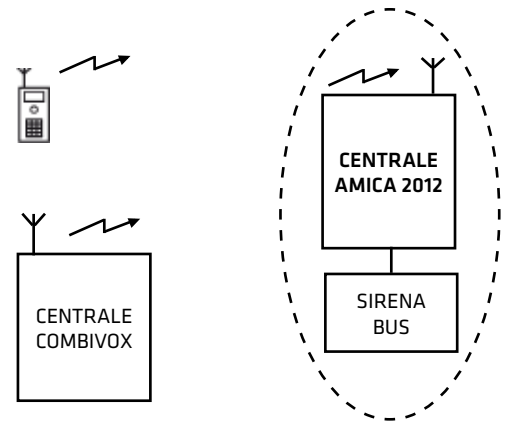 CENTRALE
AMICA 2012
SIRENA
BUS
CENTRALE
COMBIVOX